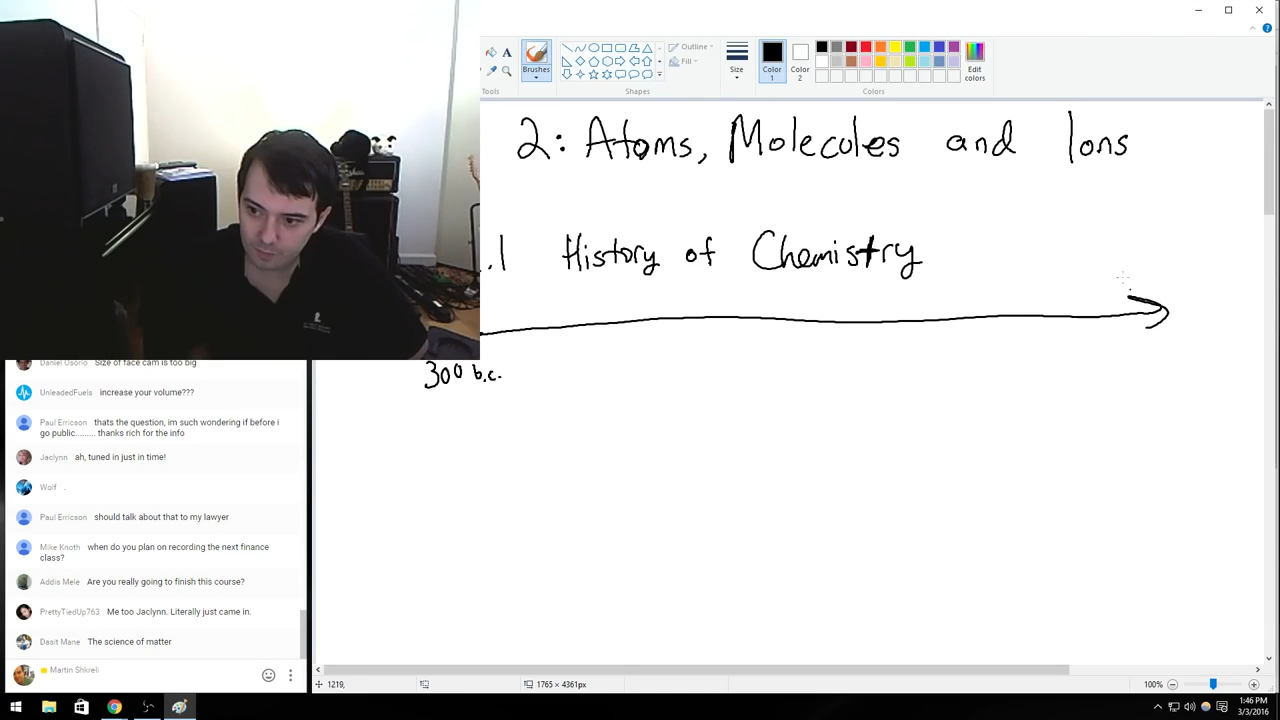 Outline
Fill
Tools
Brushes
Shapes
Size
Color 1
Color 2
Edit colors
Colors
2: Atoms, Molecules and Ions
.1 History of Chemistry
300 b.c.
Daniel Osorio Size of face cam is too big
UnleadedFuels increase your volume???
Paul Erricson thats the question, im such wondering if before i
go public......... thanks rich for the info
Jaclynn ah, tuned in just in time!
Wolf .
Paul Erricson should talk about that to my lawyer
Mike Knoth when do you plan on recording the next finance
class?
Addis Mele Are you really going to finish this course?
PrettyTiedUp763 Me too Jaclynn. Literally just came in.
Dasit Mane The science of matter
Martin Shkreli
1219,
1765 × 4361px
100%
1:46 PM
3/3/2016